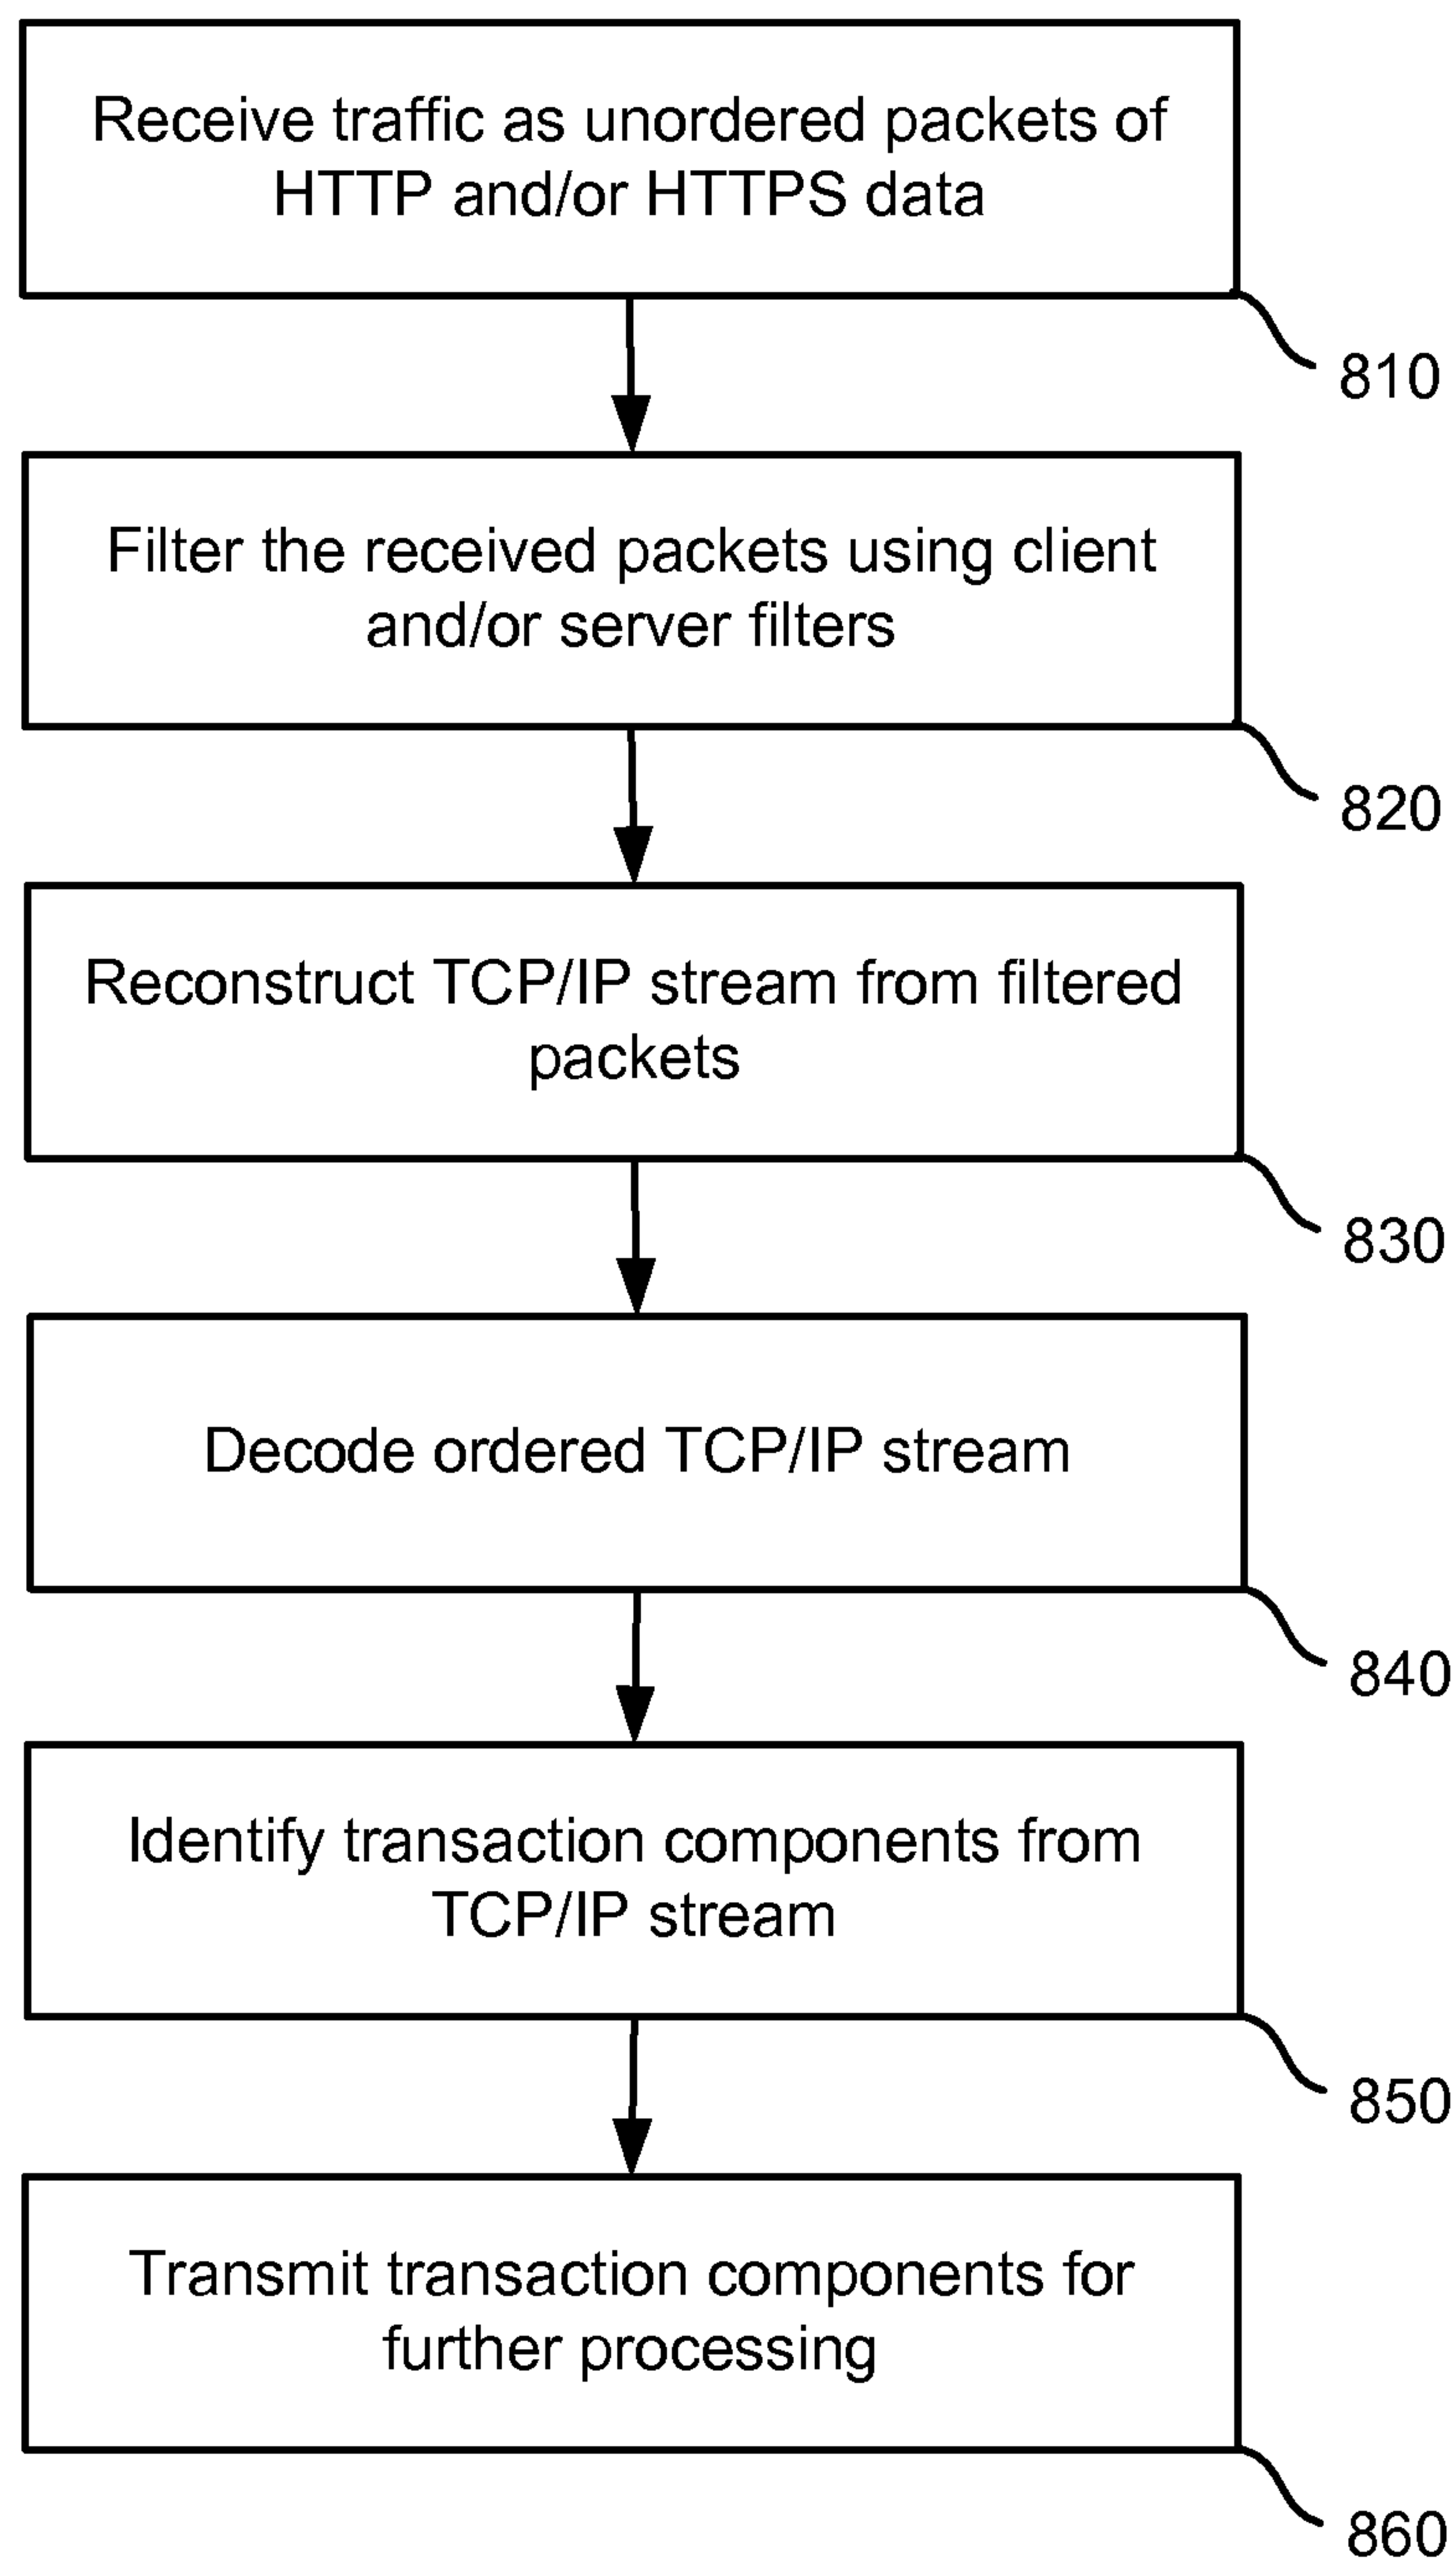 Receive traffic as unordered packets of
HTTP and/or HTTPS data
810
Filter the received packets using client
and/or server filters
820
Reconstruct TCP/IP stream from filtered
packets
830
Decode ordered TCP/IP stream
840
Identify transaction components from
TCP/IP stream
850
Transmit transaction components for
further processing
860